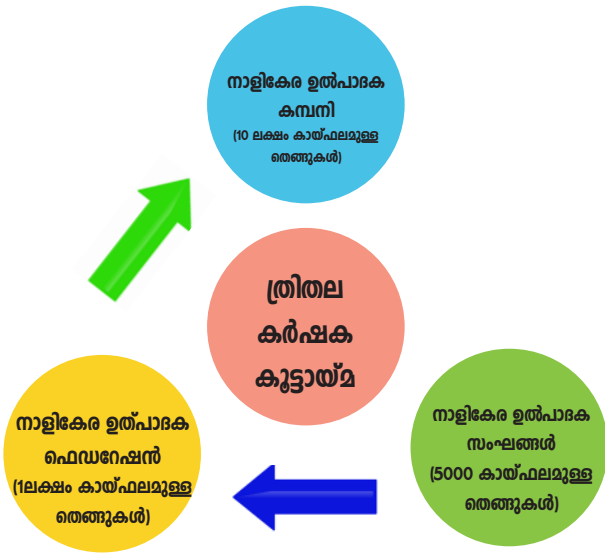 നാളികേര ഉൽപാദക
കമ്പനി
(10 ലക്ഷം കായ്ഫലമുള്ള
തെങ്ങുകൾ)
ത്രിതല
കർഷക
കൂട്ടായ്മ
നാളികേര ഉത്പാദക
ഫെഡറേഷൻ
(1ലക്ഷം കായ്ഫലമുള്ള
തെങ്ങുകൾ)
നാളികേര ഉൽപാദക
സംഘങ്ങൾ
(5000 കായ്ഫലമുള്ള
തെങ്ങുകൾ)